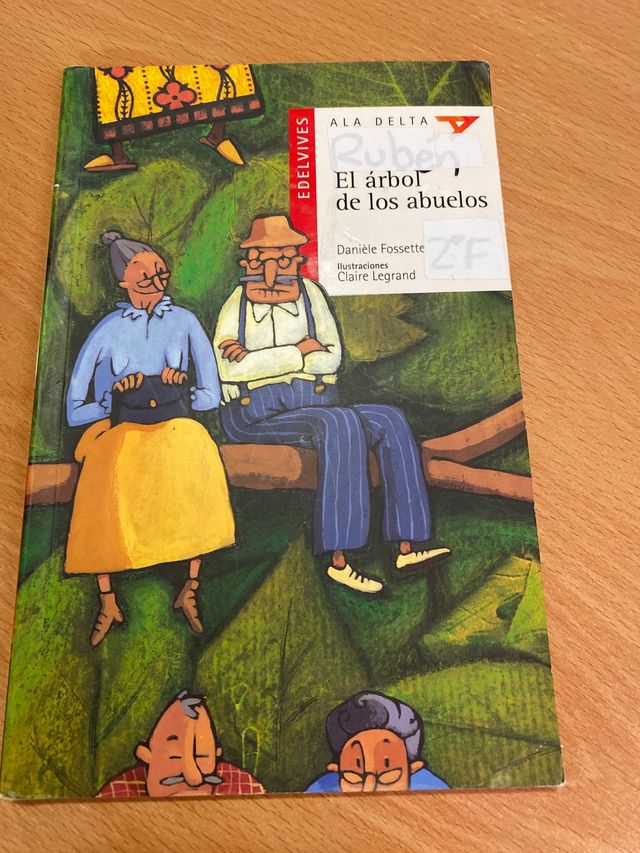 EDELVIVES
ALA DELTA
Rubén
El árbol
de los abuelos
Danièle Fossette
Ilustraciones
Claire Legrand
2ºF